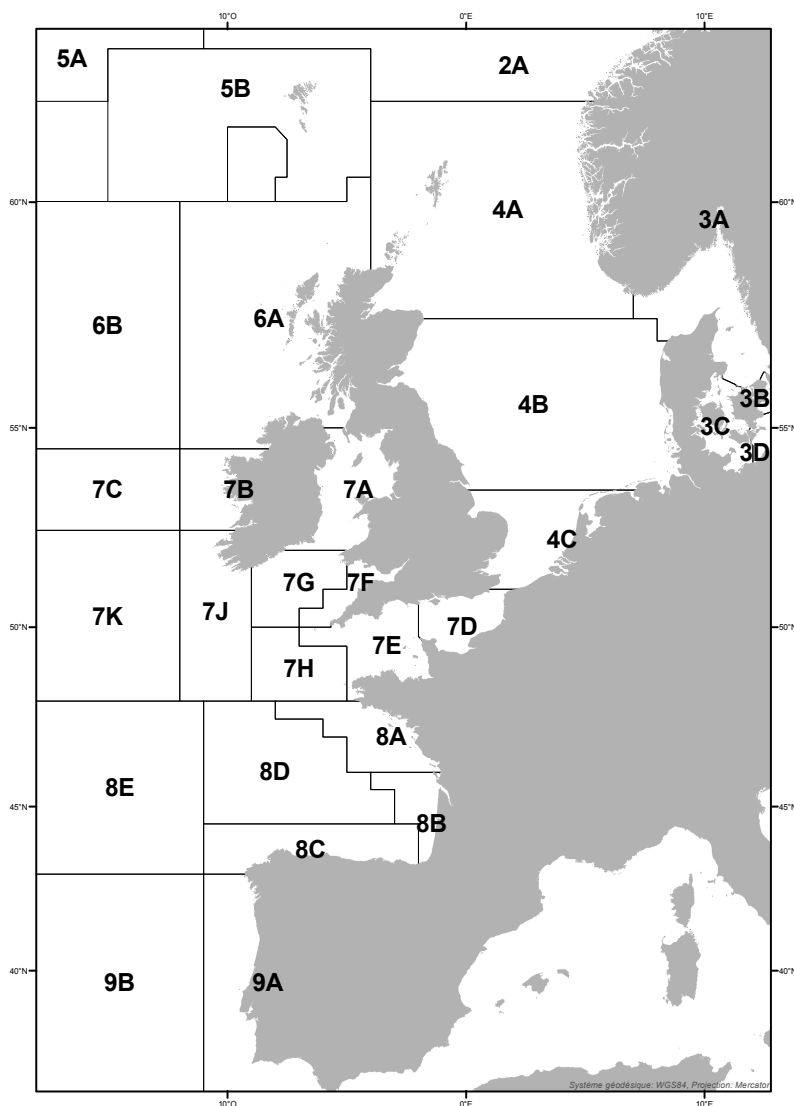 10°O 0°E 10°E
5A
2A
5B
60°N 60°N
4A
3A
6B
6A
4B
3B
3C
55°N 55°N
3D
7C
7B
7A
4C
7G
7F
7K
7J
7D
50°N 50°N
7E
7H
8A
8D
8E
45°N 45°N
8B
8C
40°N 40°N
9B
9A
Système géodésique: WGS84, Projection: Mercator
10°O 0°E 10°E